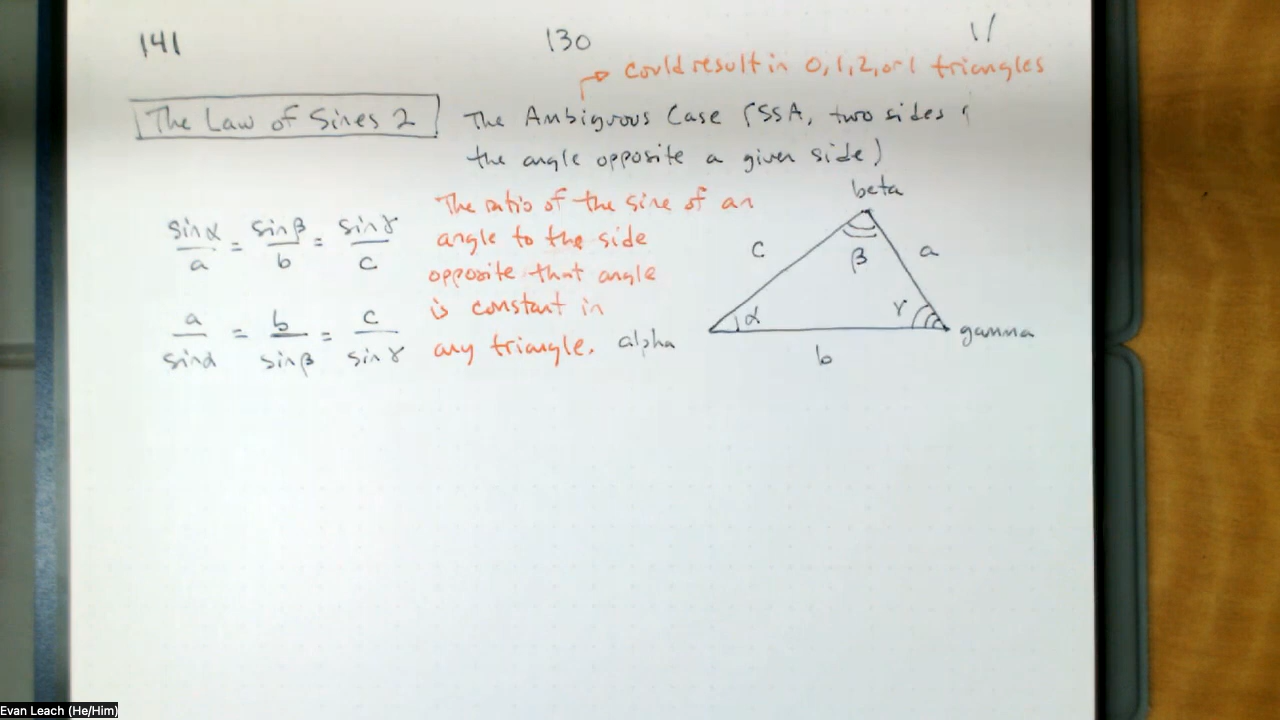 141 130 11
could result in 0, 1, 2, or 1 triangles
The Law of Sines 2
The Ambiguous Case (SSA, two sides &
the angle opposite a given side)
sinα/a = sinβ/b = sinγ/c
a/sinα = b/sinβ = c/sinγ
The ratio of the sine of an
angle to the side
opposite that angle
is constant in
any triangle.
beta
c
β
a
α
γ
alpha
gamma
b
Evan Leach (He/Him)